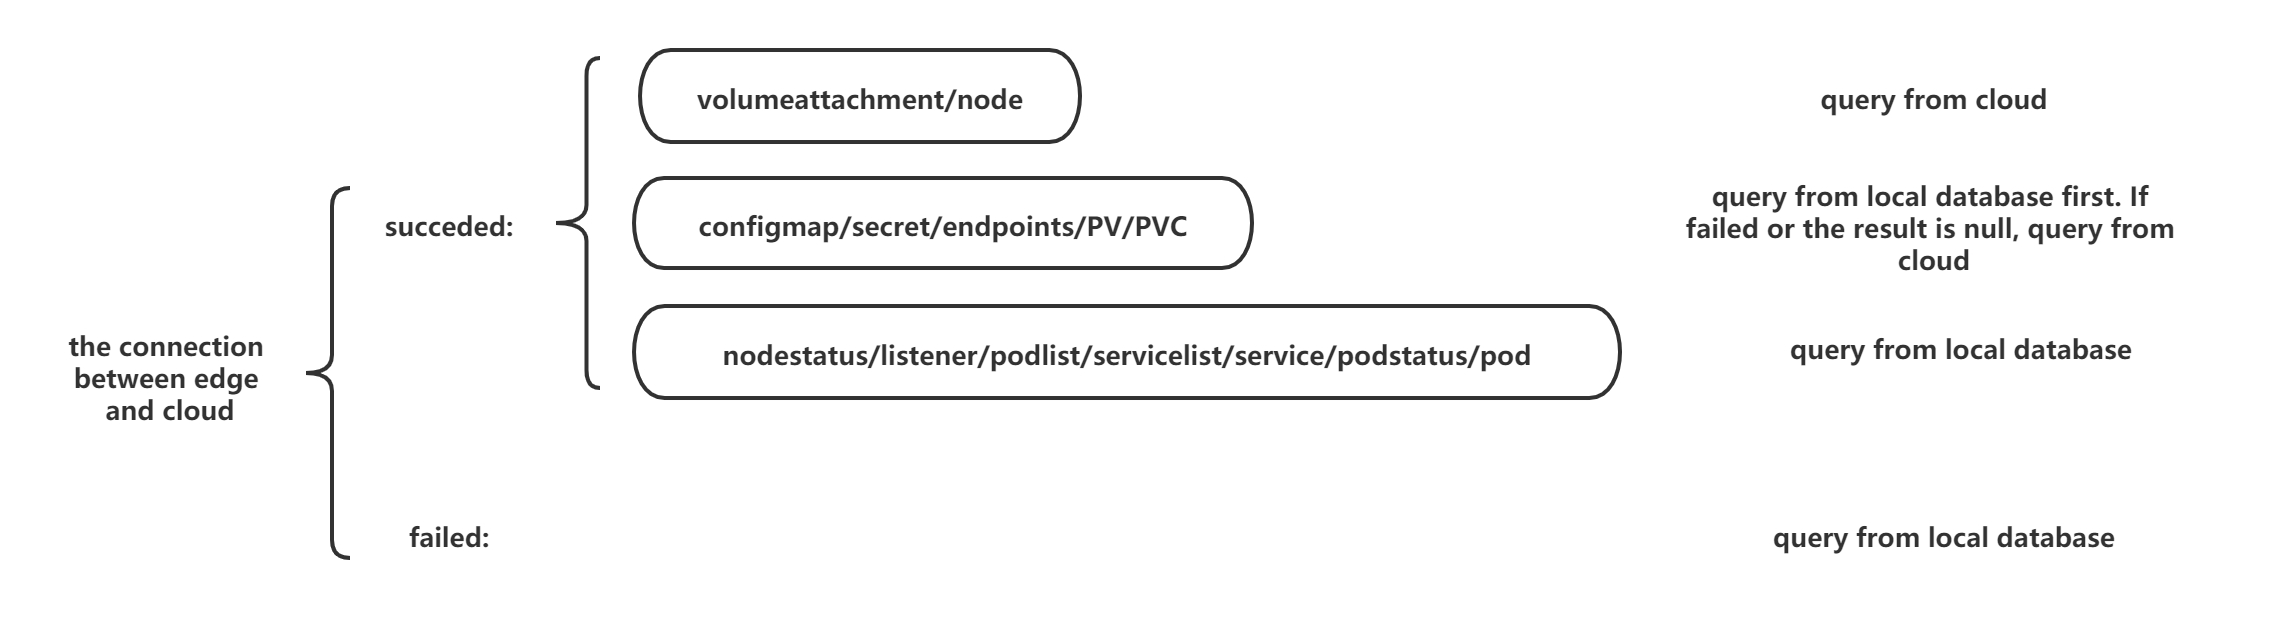 volumeattachment/node
query from cloud
succeded:
configmap/secret/endpoints/PV/PVC
query from local database first. If
failed or the result is null, query from
cloud
nodestatus/listener/podlist/servicelist/service/podstatus/pod
query from local database
the connection
between edge
and cloud
failed:
query from local database